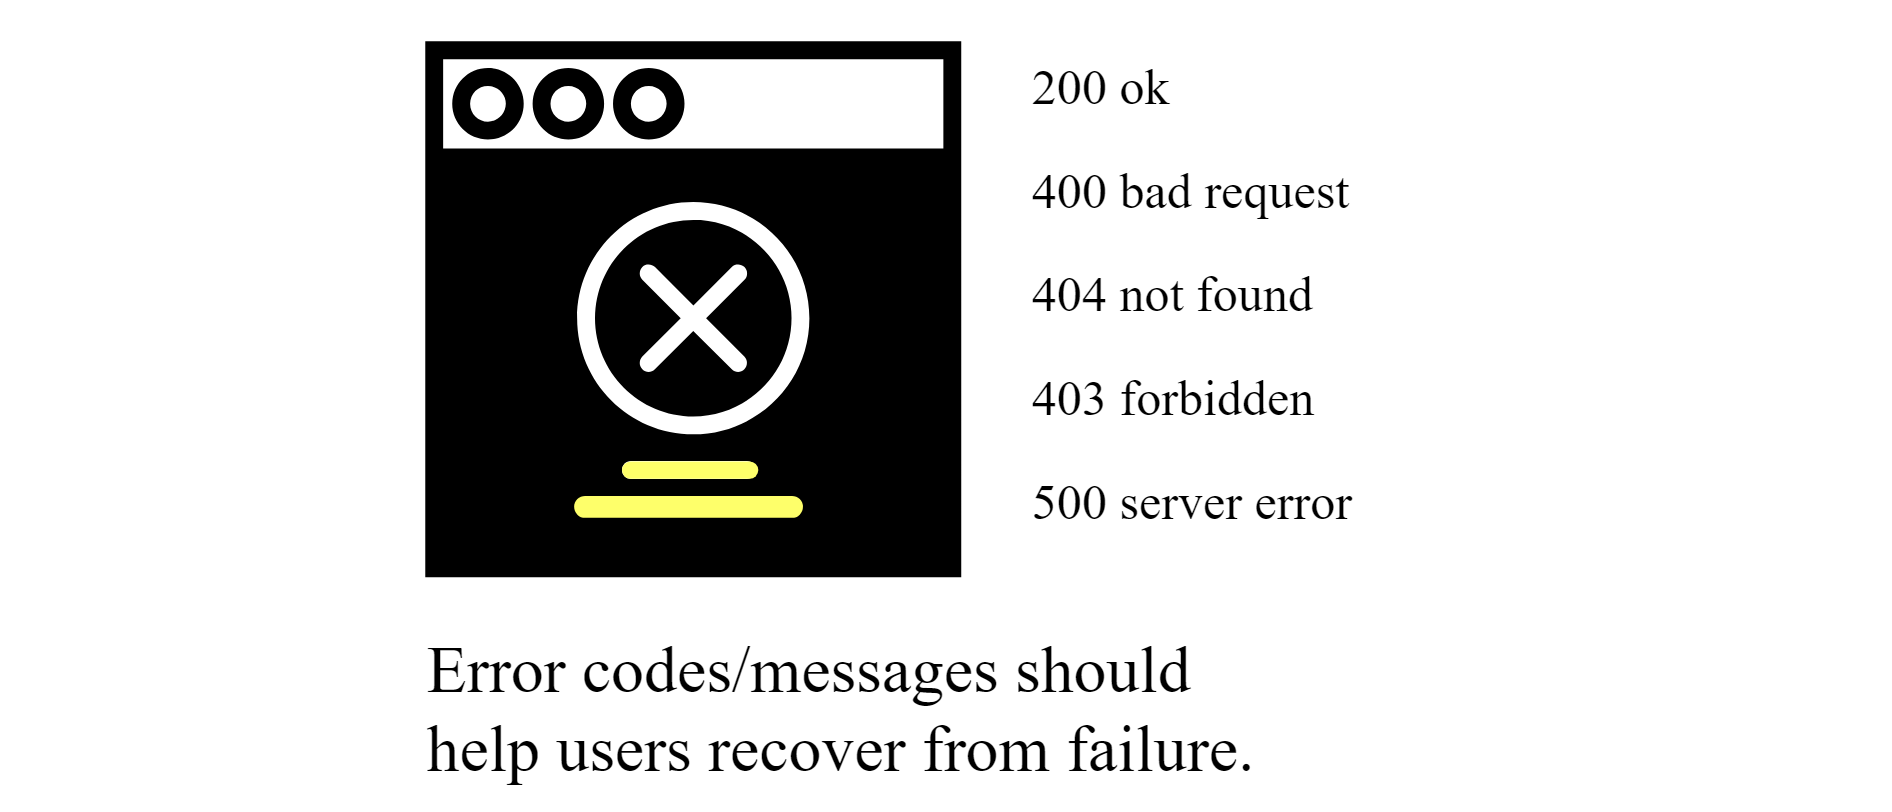 200 ok
400 bad request
404 not found
403 forbidden
500 server error
Error codes/messages should
help users recover from failure.